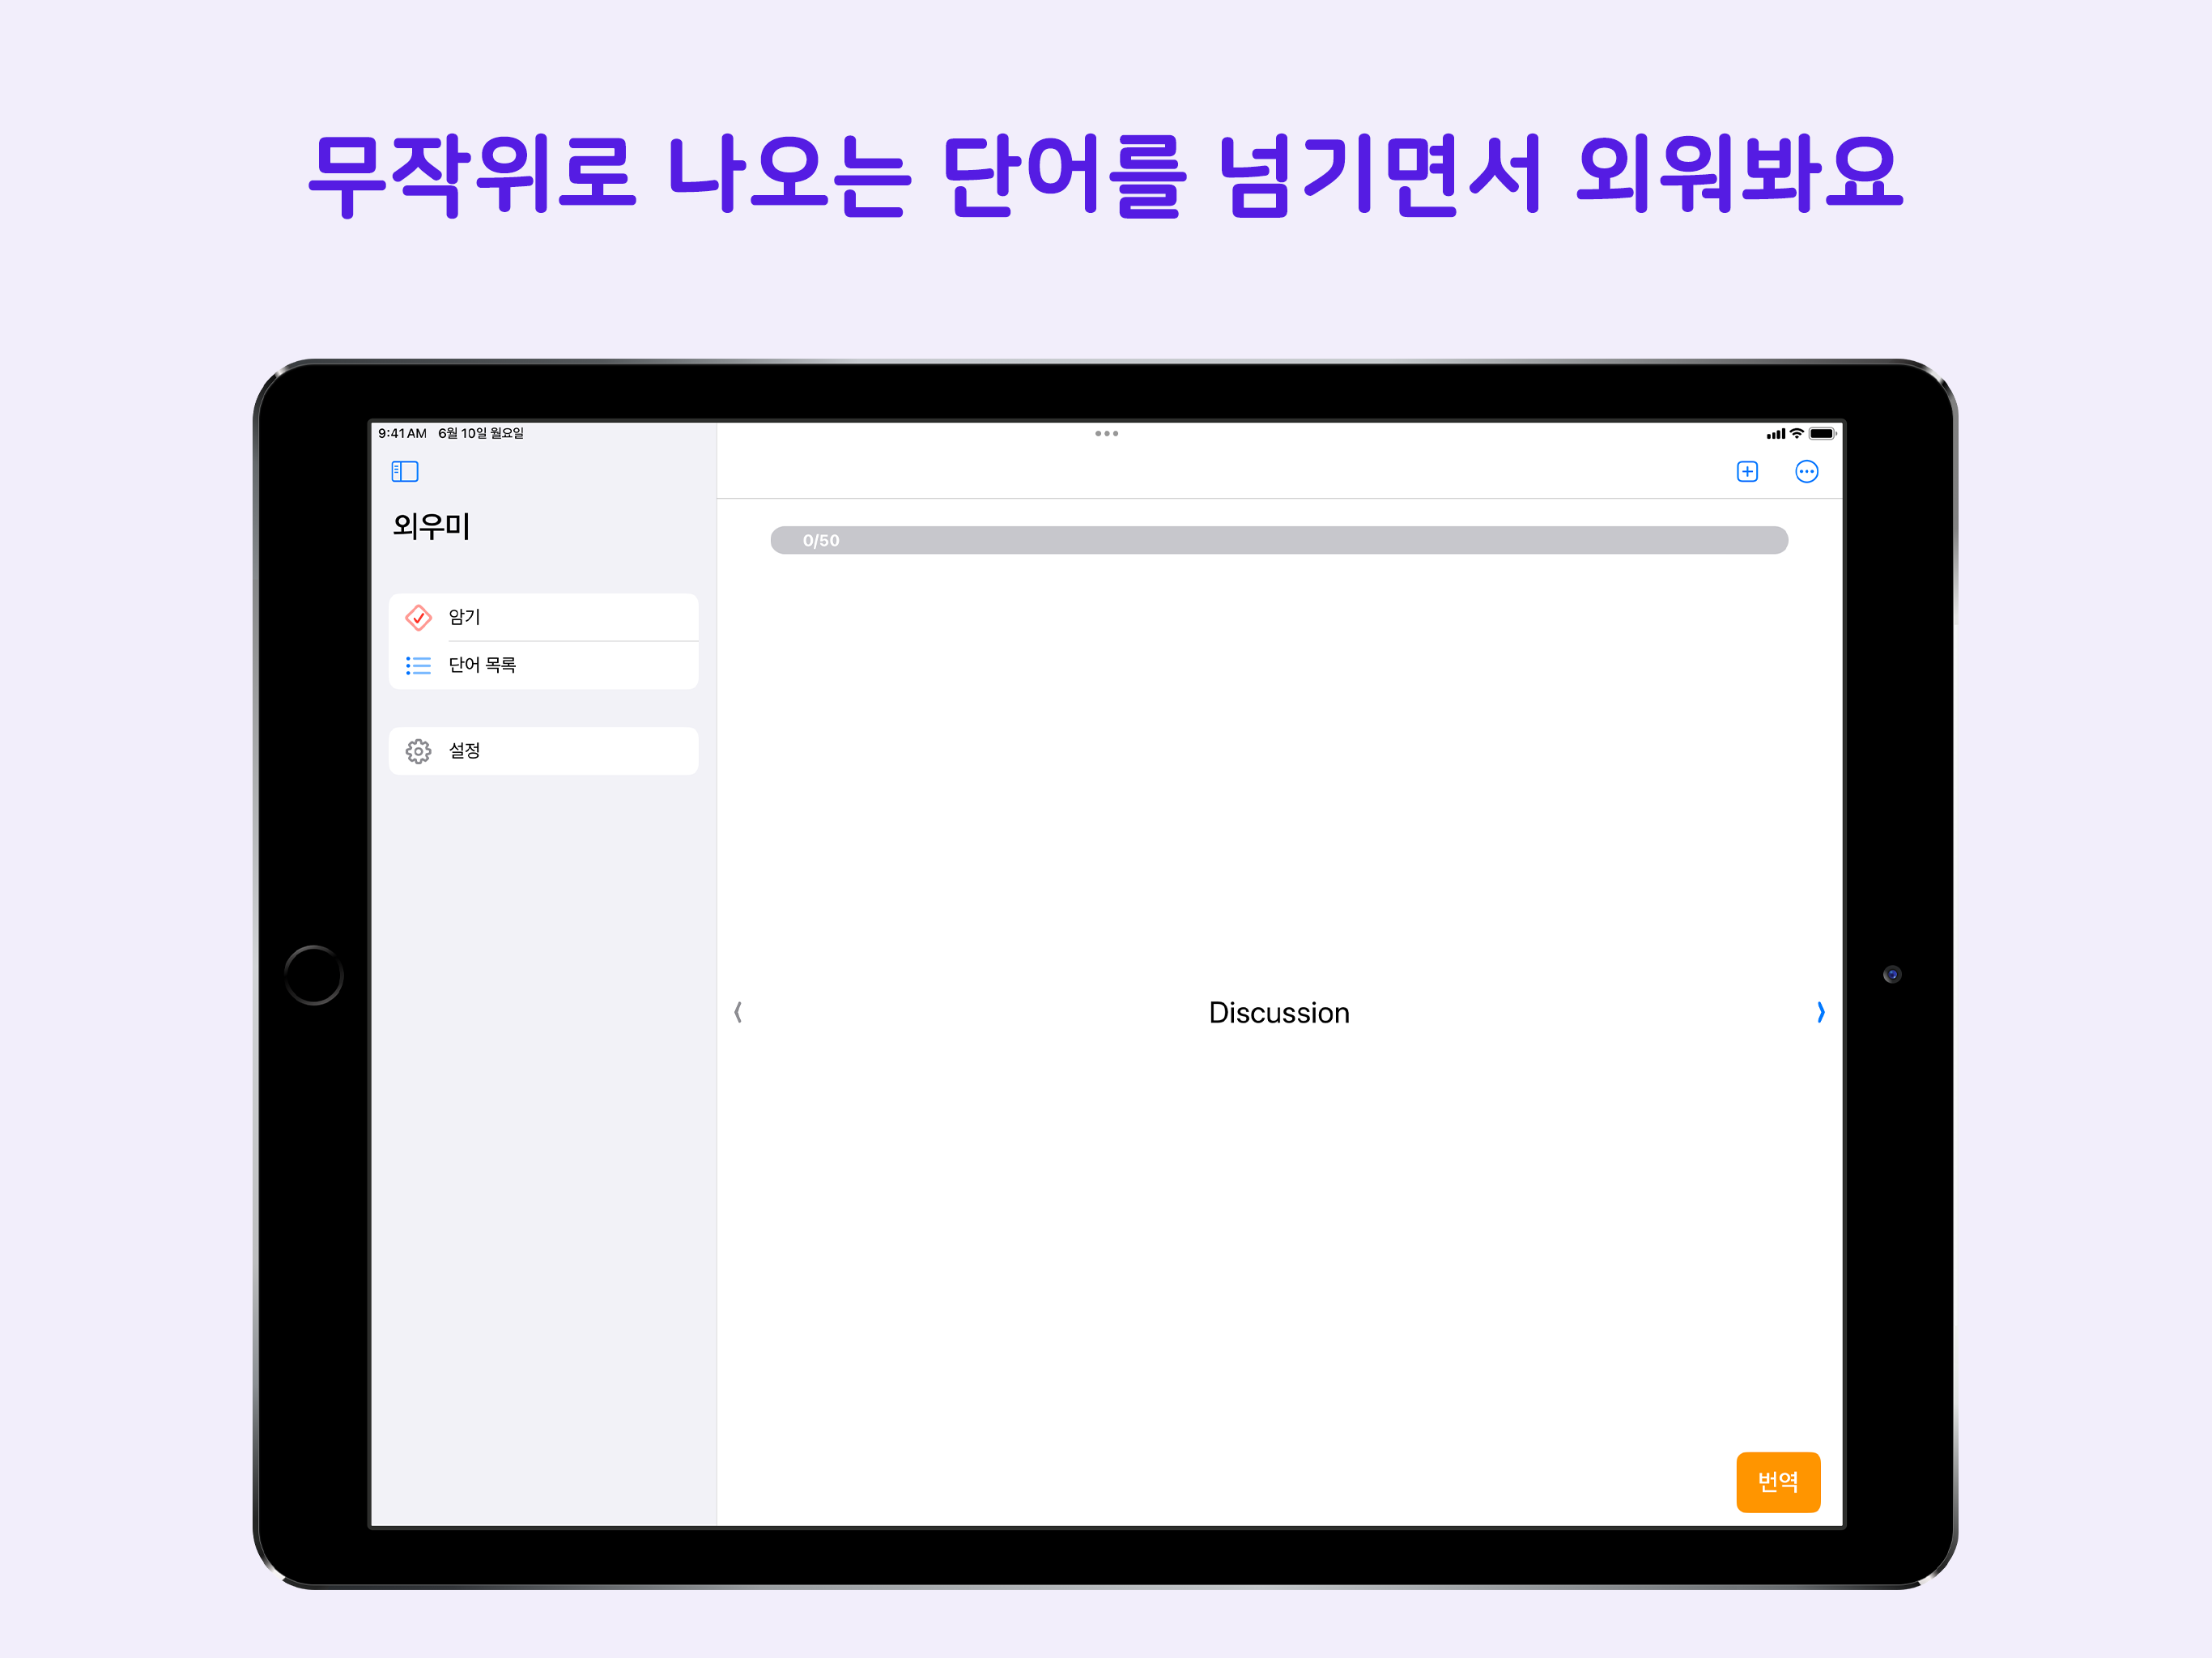 무작위로 나오는 단어를 넘기면서 외워봐요
9:41 AM 6월 10일 월요일
외우미
암기
단어 목록
설정
0/50
Discussion
번역